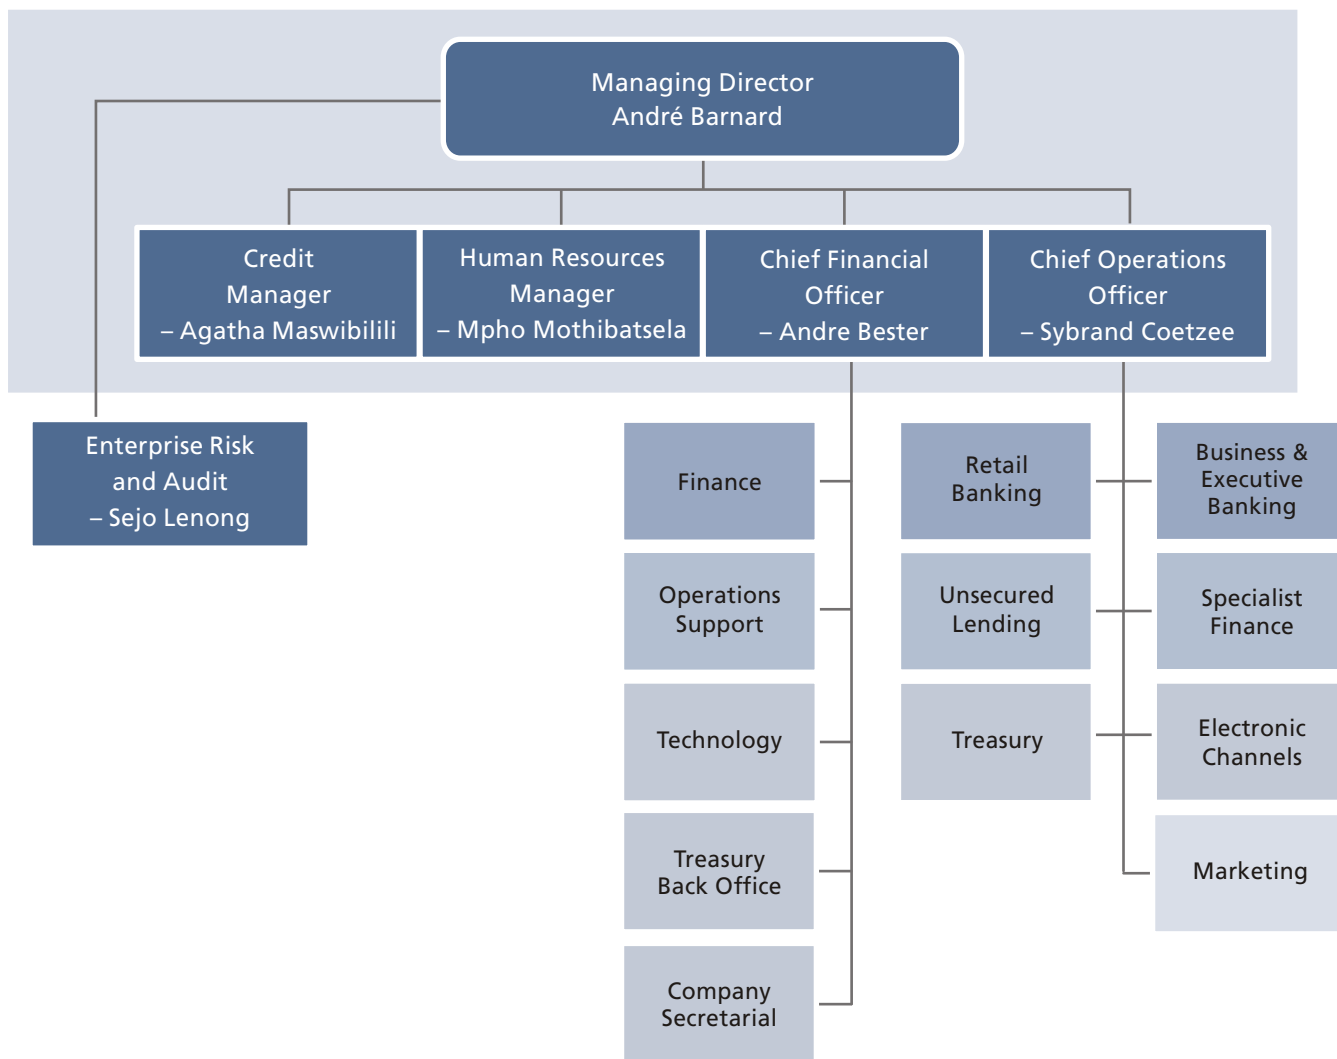 Managing Director
André Barnard
Credit
Manager
– Agatha Maswibilili
Human Resources
Manager
– Mpho Mothibatsela
Chief Financial
Officer
– Andre Bester
Chief Operations
Officer
– Sybrand Coetzee
Enterprise Risk
and Audit
– Sejo Lenong
Finance
Operations
Support
Technology
Treasury
Back Office
Company
Secretarial
Retail
Banking
Unsecured
Lending
Treasury
Business &
Executive
Banking
Specialist
Finance
Electronic
Channels
Marketing